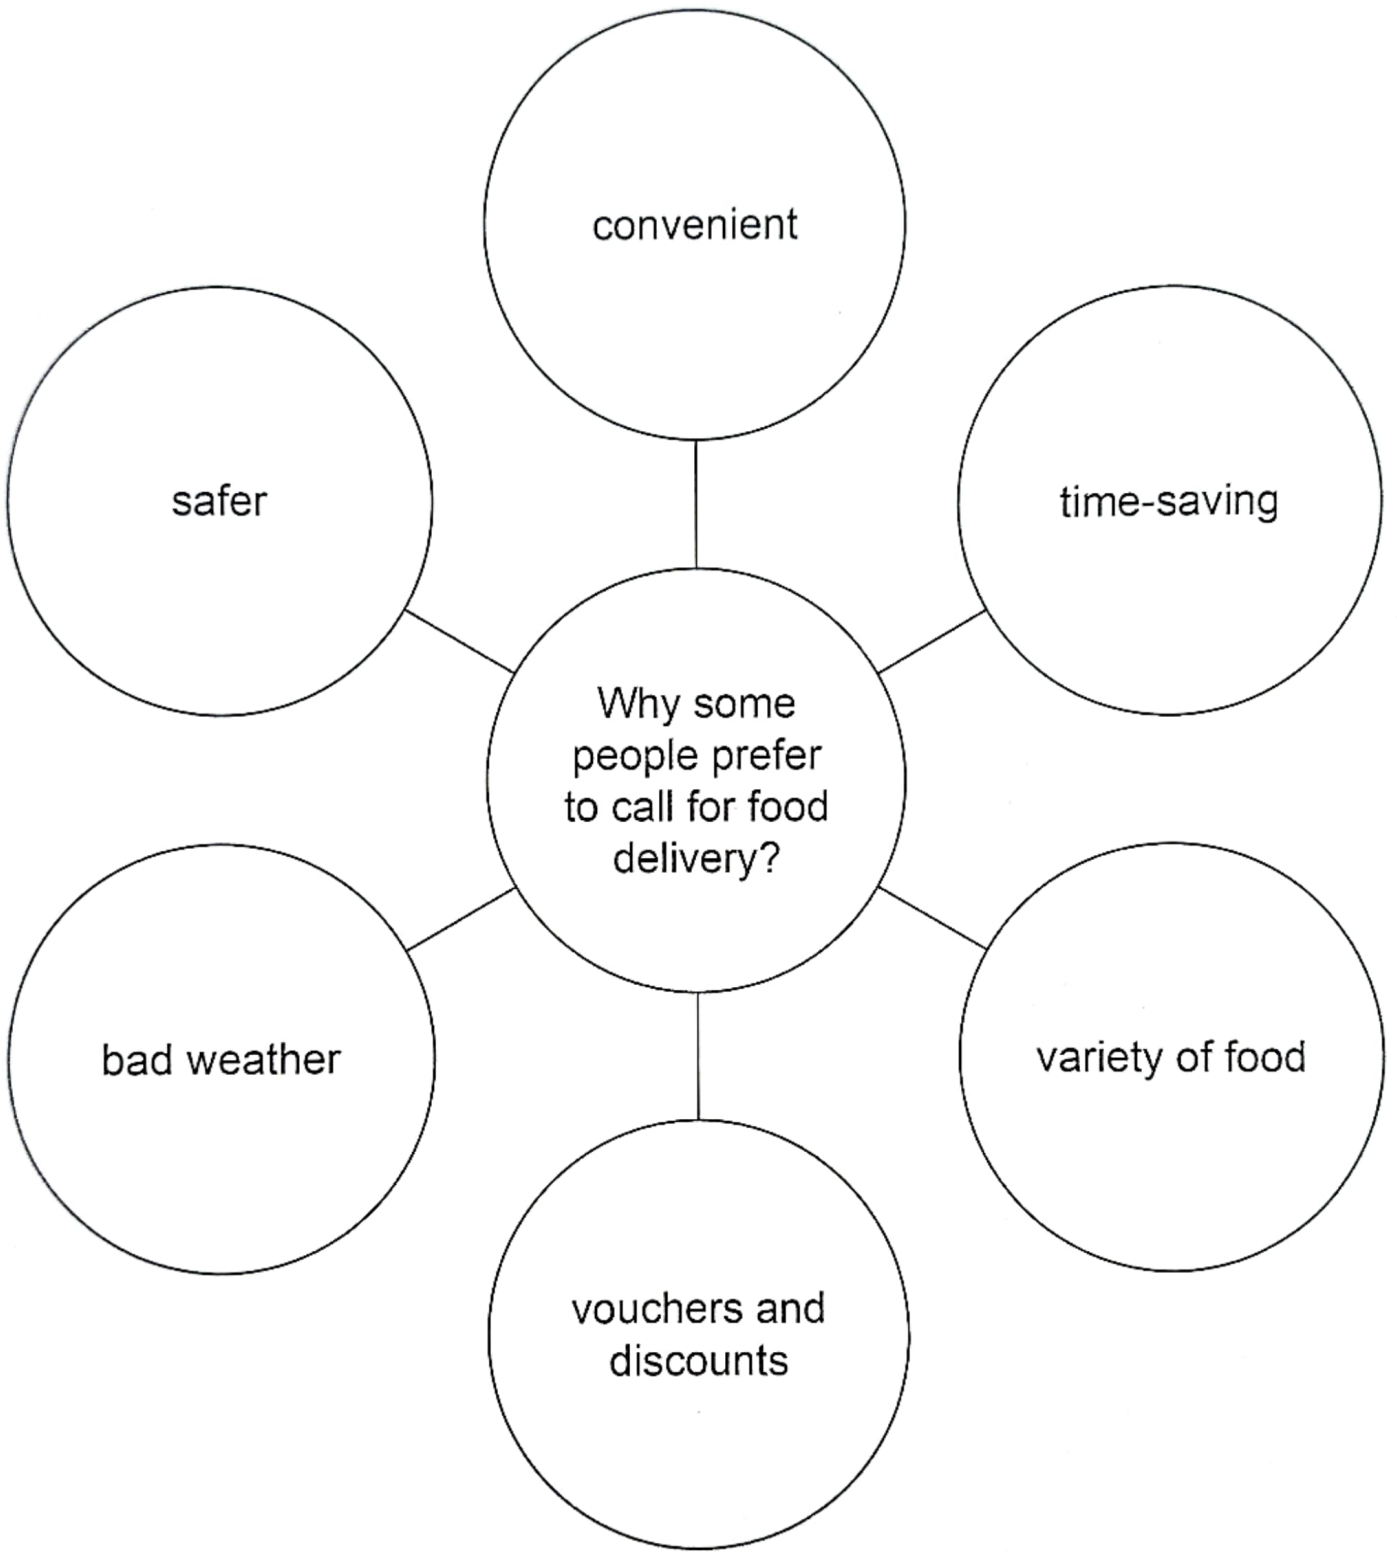 convenient
safer
time-saving
Why some
people prefer
to call for food
delivery?
bad weather
variety of food
vouchers and
discounts